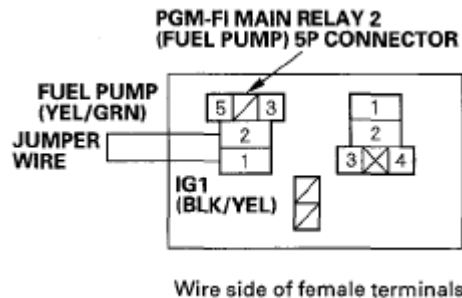 PGM-FI MAIN RELAY 2
(FUEL PUMP) 5P CONNECTOR
FUEL PUMP
(YEL/GRN)
JUMPER
WIRE
5 3
2
1
IG1
(BLK/YEL)
1
2
3 4
Wire side of female terminals